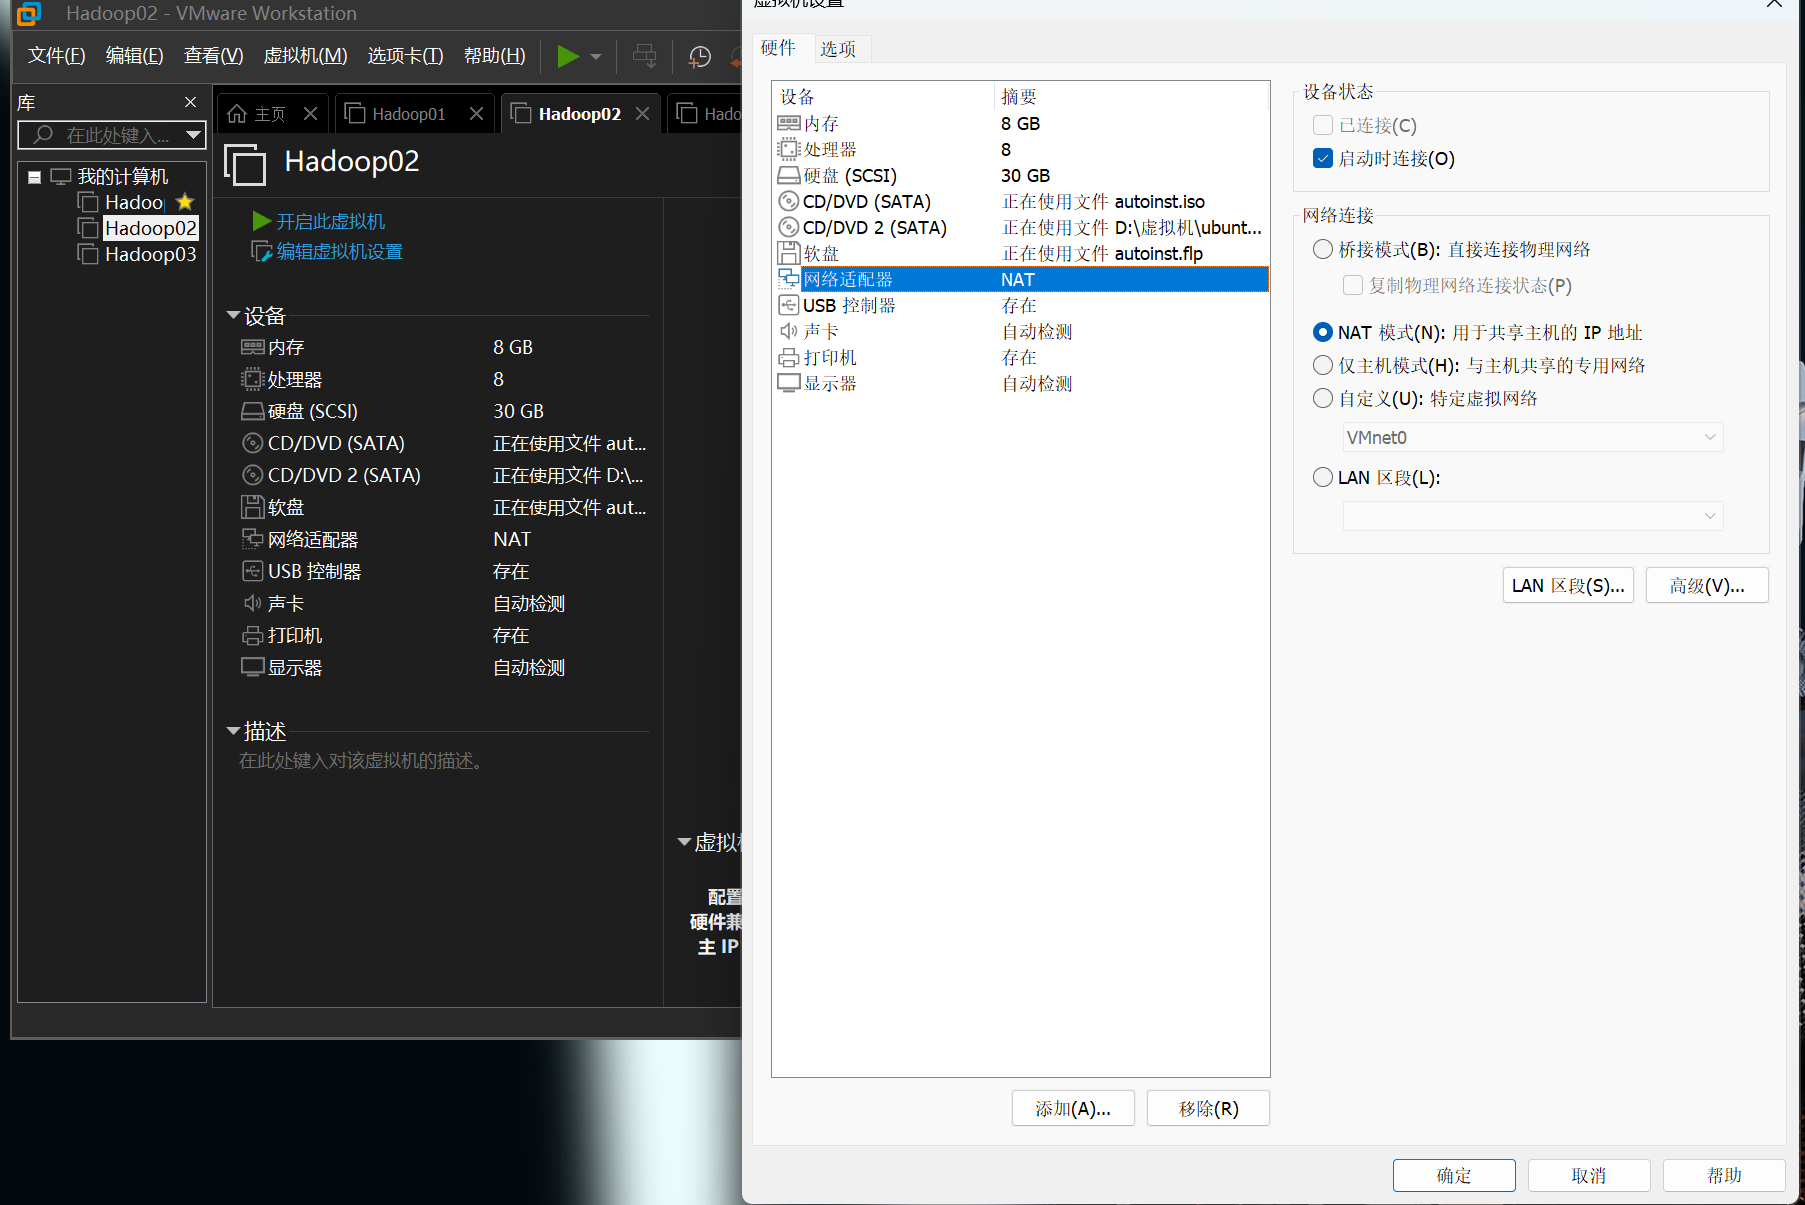 Hadoop02 - VMware Workstation
文件(F) 编辑(E) 查看(V) 虚拟机(M) 选项卡(T) 帮助(H)
库
在此处键入...
我的计算机
Hadoo
Hadoop02
Hadoop03
主页 Hadoop01 Hadoop02 Hado
Hadoop02
开启此虚拟机
编辑虚拟机设置
设备
内存 8 GB
处理器 8
硬盘 (SCSI) 30 GB
CD/DVD (SATA) 正在使用文件 aut...
CD/DVD 2 (SATA) 正在使用文件 D:\...
软盘 正在使用文件 aut...
网络适配器 NAT
USB 控制器 存在
声卡 自动检测
打印机 存在
显示器 自动检测
描述
在此处键入对该虚拟机的描述。
虚拟
配置
硬件兼
主 IP
虚拟机设置
硬件 选项
设备 摘要
内存 8 GB
处理器 8
硬盘 (SCSI) 30 GB
CD/DVD (SATA) 正在使用文件 autoinst.iso
CD/DVD 2 (SATA) 正在使用文件 D:\虚拟机\ubunt...
软盘 正在使用文件 autoinst.flp
网络适配器 NAT
USB 控制器 存在
声卡 自动检测
打印机 存在
显示器 自动检测
添加(A)... 移除(R)
设备状态
已连接(C)
启动时连接(O)
网络连接
桥接模式(B): 直接连接物理网络
复制物理网络连接状态(P)
NAT 模式(N): 用于共享主机的 IP 地址
仅主机模式(H): 与主机共享的专用网络
自定义(U): 特定虚拟网络
VMnet0
LAN 区段(L):
LAN 区段(S)... 高级(V)...
确定 取消 帮助